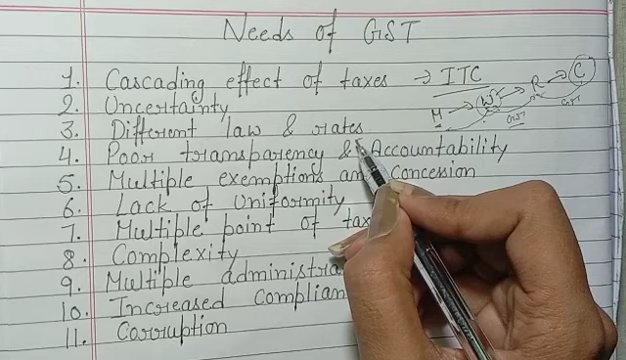 Needs of GST
1. Cascading effect of taxes → ITC
M → W → R → C
GST
2. Uncertainty
3. Different law & rates
4. Poor transparency & Accountability
5. Multiple exemptions an concession
6. Lack of Uniformity
7. Multiple point of tax
8. Complexity
9. Multiple administra
10. Increased complian
11. Corruption